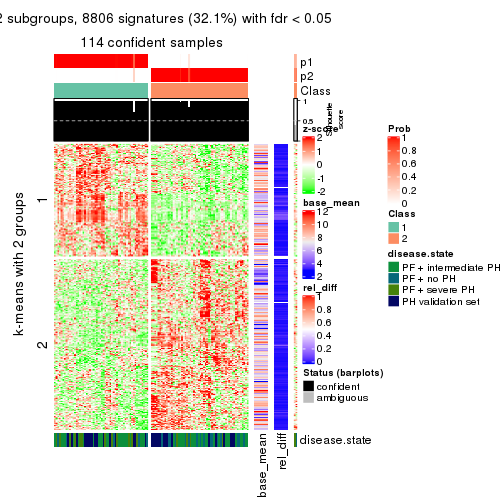 2 subgroups, 8806 signatures (32.1%) with fdr < 0.05
114 confident samples
p1
p2
Class
1
0.5
0
Silhouette
score
k-means with 2 groups
1
2
base_mean
rel_diff
disease.state
z-score
2
1
0
-1
-2
base_mean
12
10
8
6
4
2
rel_diff
1
0.8
0.6
0.4
0.2
0
Status (barplots)
confident
ambiguous
Prob
1
0.8
0.6
0.4
0.2
0
Class
1
2
disease.state
PF + intermediate PH
PF + no PH
PF + severe PH
PH validation set